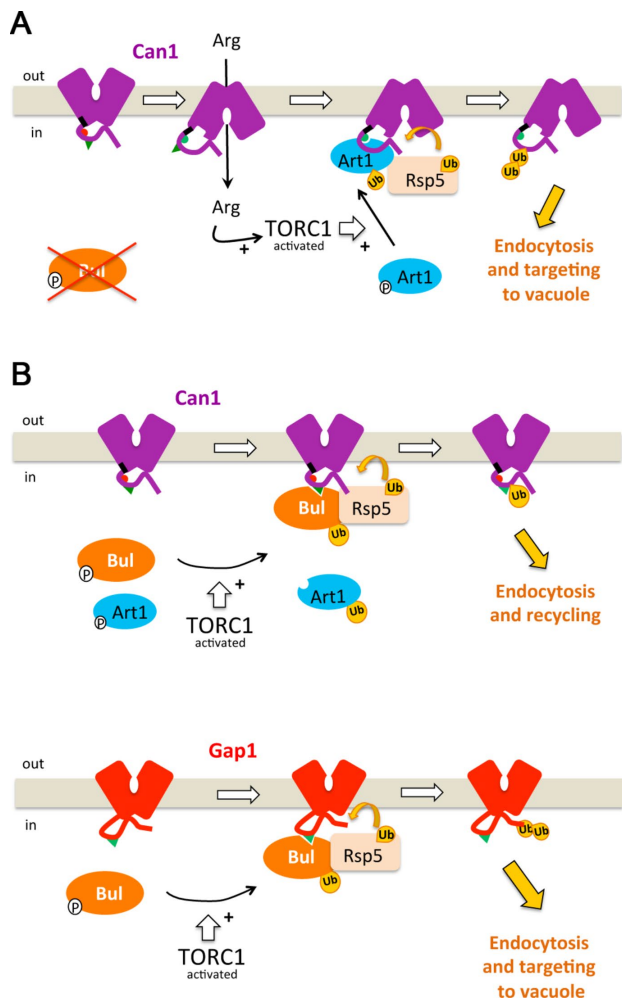 A
Can1
Arg
out
in
Art1
Ub
Rsp5
Ub
Ub
Ub
Arg
+
TORC1
activated
+
P
Art1
P
Bul
Endocytosis
and targeting
to vacuole
B
Can1
out
in
Bul
Rsp5
Ub
Ub
Ub
P
Bul
P
Art1
+
TORC1
activated
Art1
Ub
Endocytosis
and recycling
Gap1
out
in
Bul
Rsp5
Ub
Ub
Ub
Ub
P
Bul
+
TORC1
activated
Endocytosis
and targeting
to vacuole